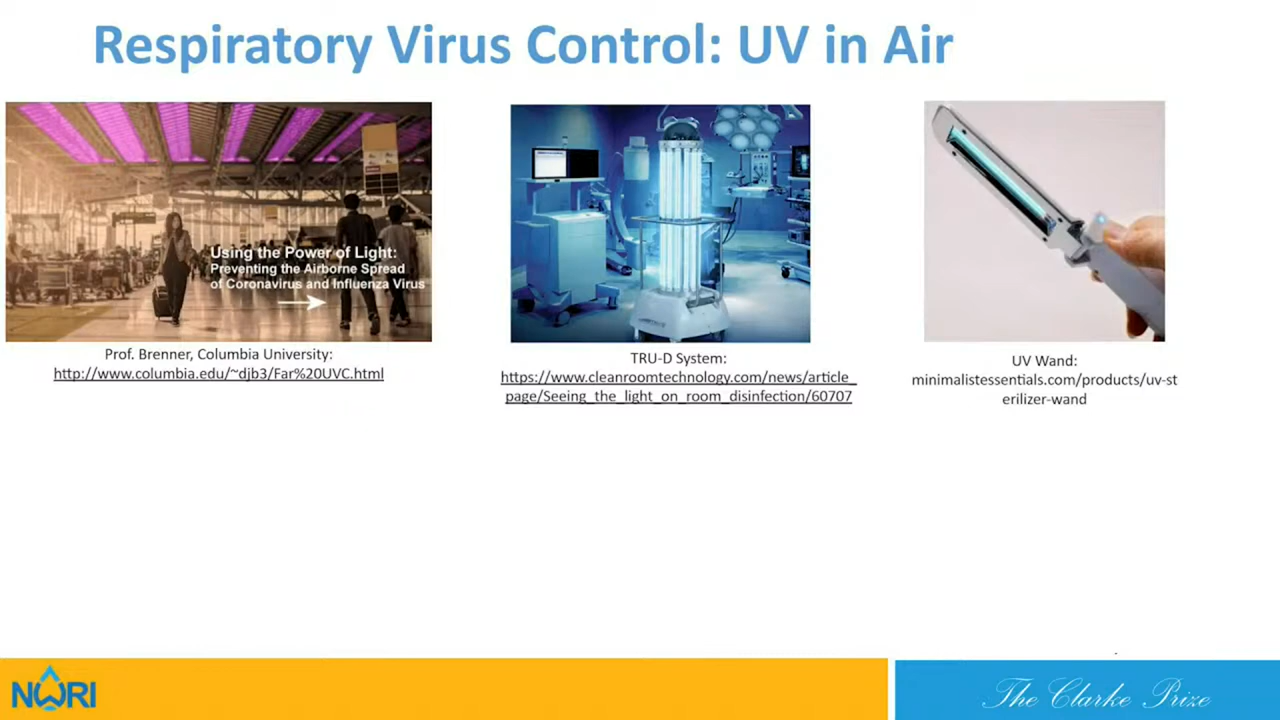 Respiratory Virus Control: UV in Air
Using the Power of Light:
Preventing the Airborne Spread
of Coronavirus and Influenza Virus
Prof. Brenner, Columbia University:
http://www.columbia.edu/~djb3/Far%20UVC.html
TRU-D System:
https://www.cleanroomtechnology.com/news/article_
page/Seeing_the_light_on_room_disinfection/60707
UV Wand:
minimalistessentials.com/products/uv-st
erilizer-wand
NWRI
The Clarke Prize